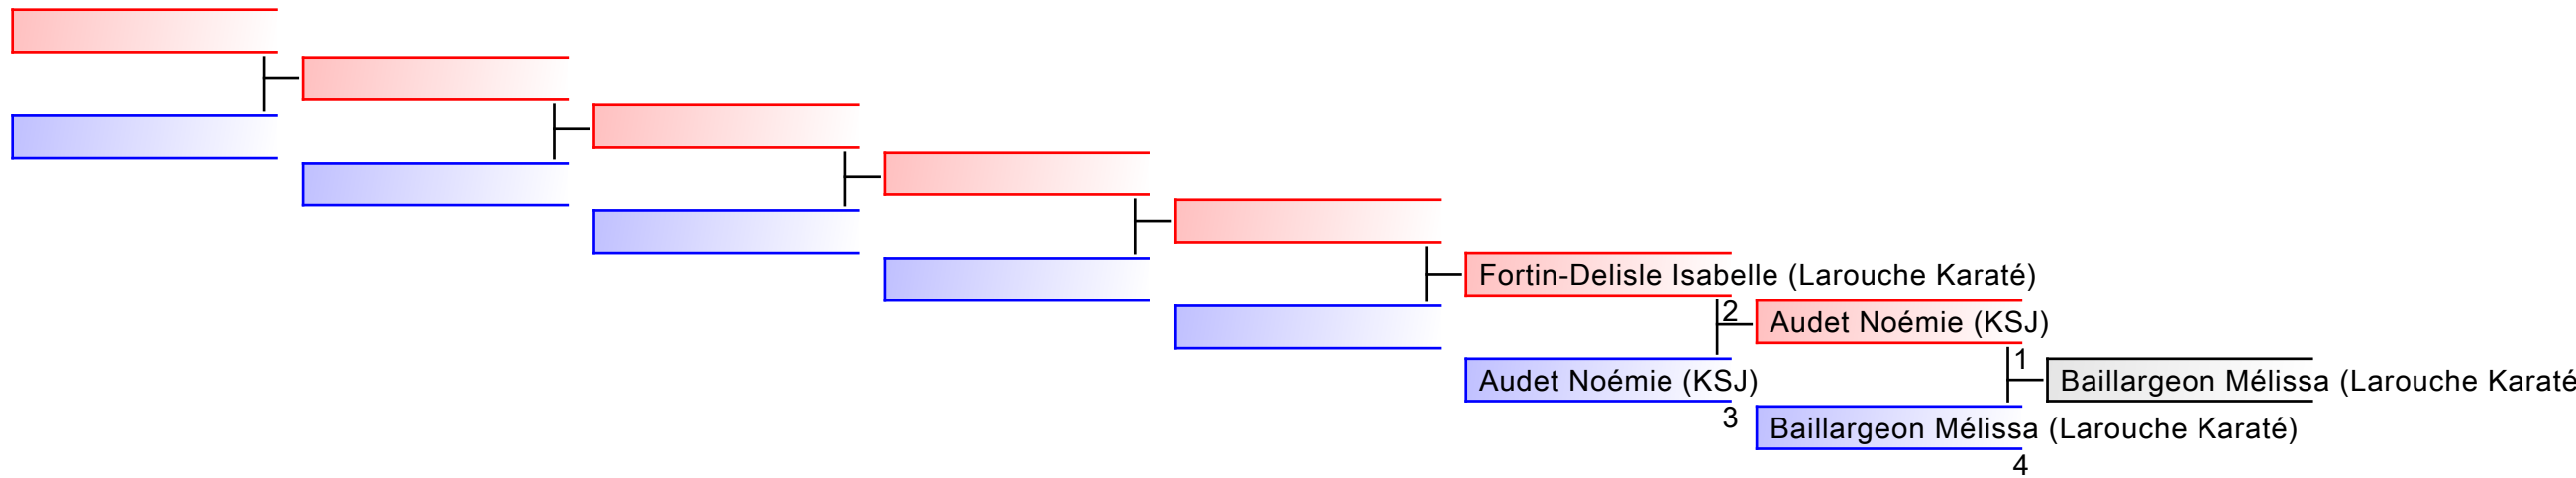 Fortin-Delisle Isabelle (Larouche Karaté)
2
Audet Noémie (KSJ)
1
Audet Noémie (KSJ)
Baillargeon Mélissa (Larouche Karaté
3
Baillargeon Mélissa (Larouche Karaté)
4